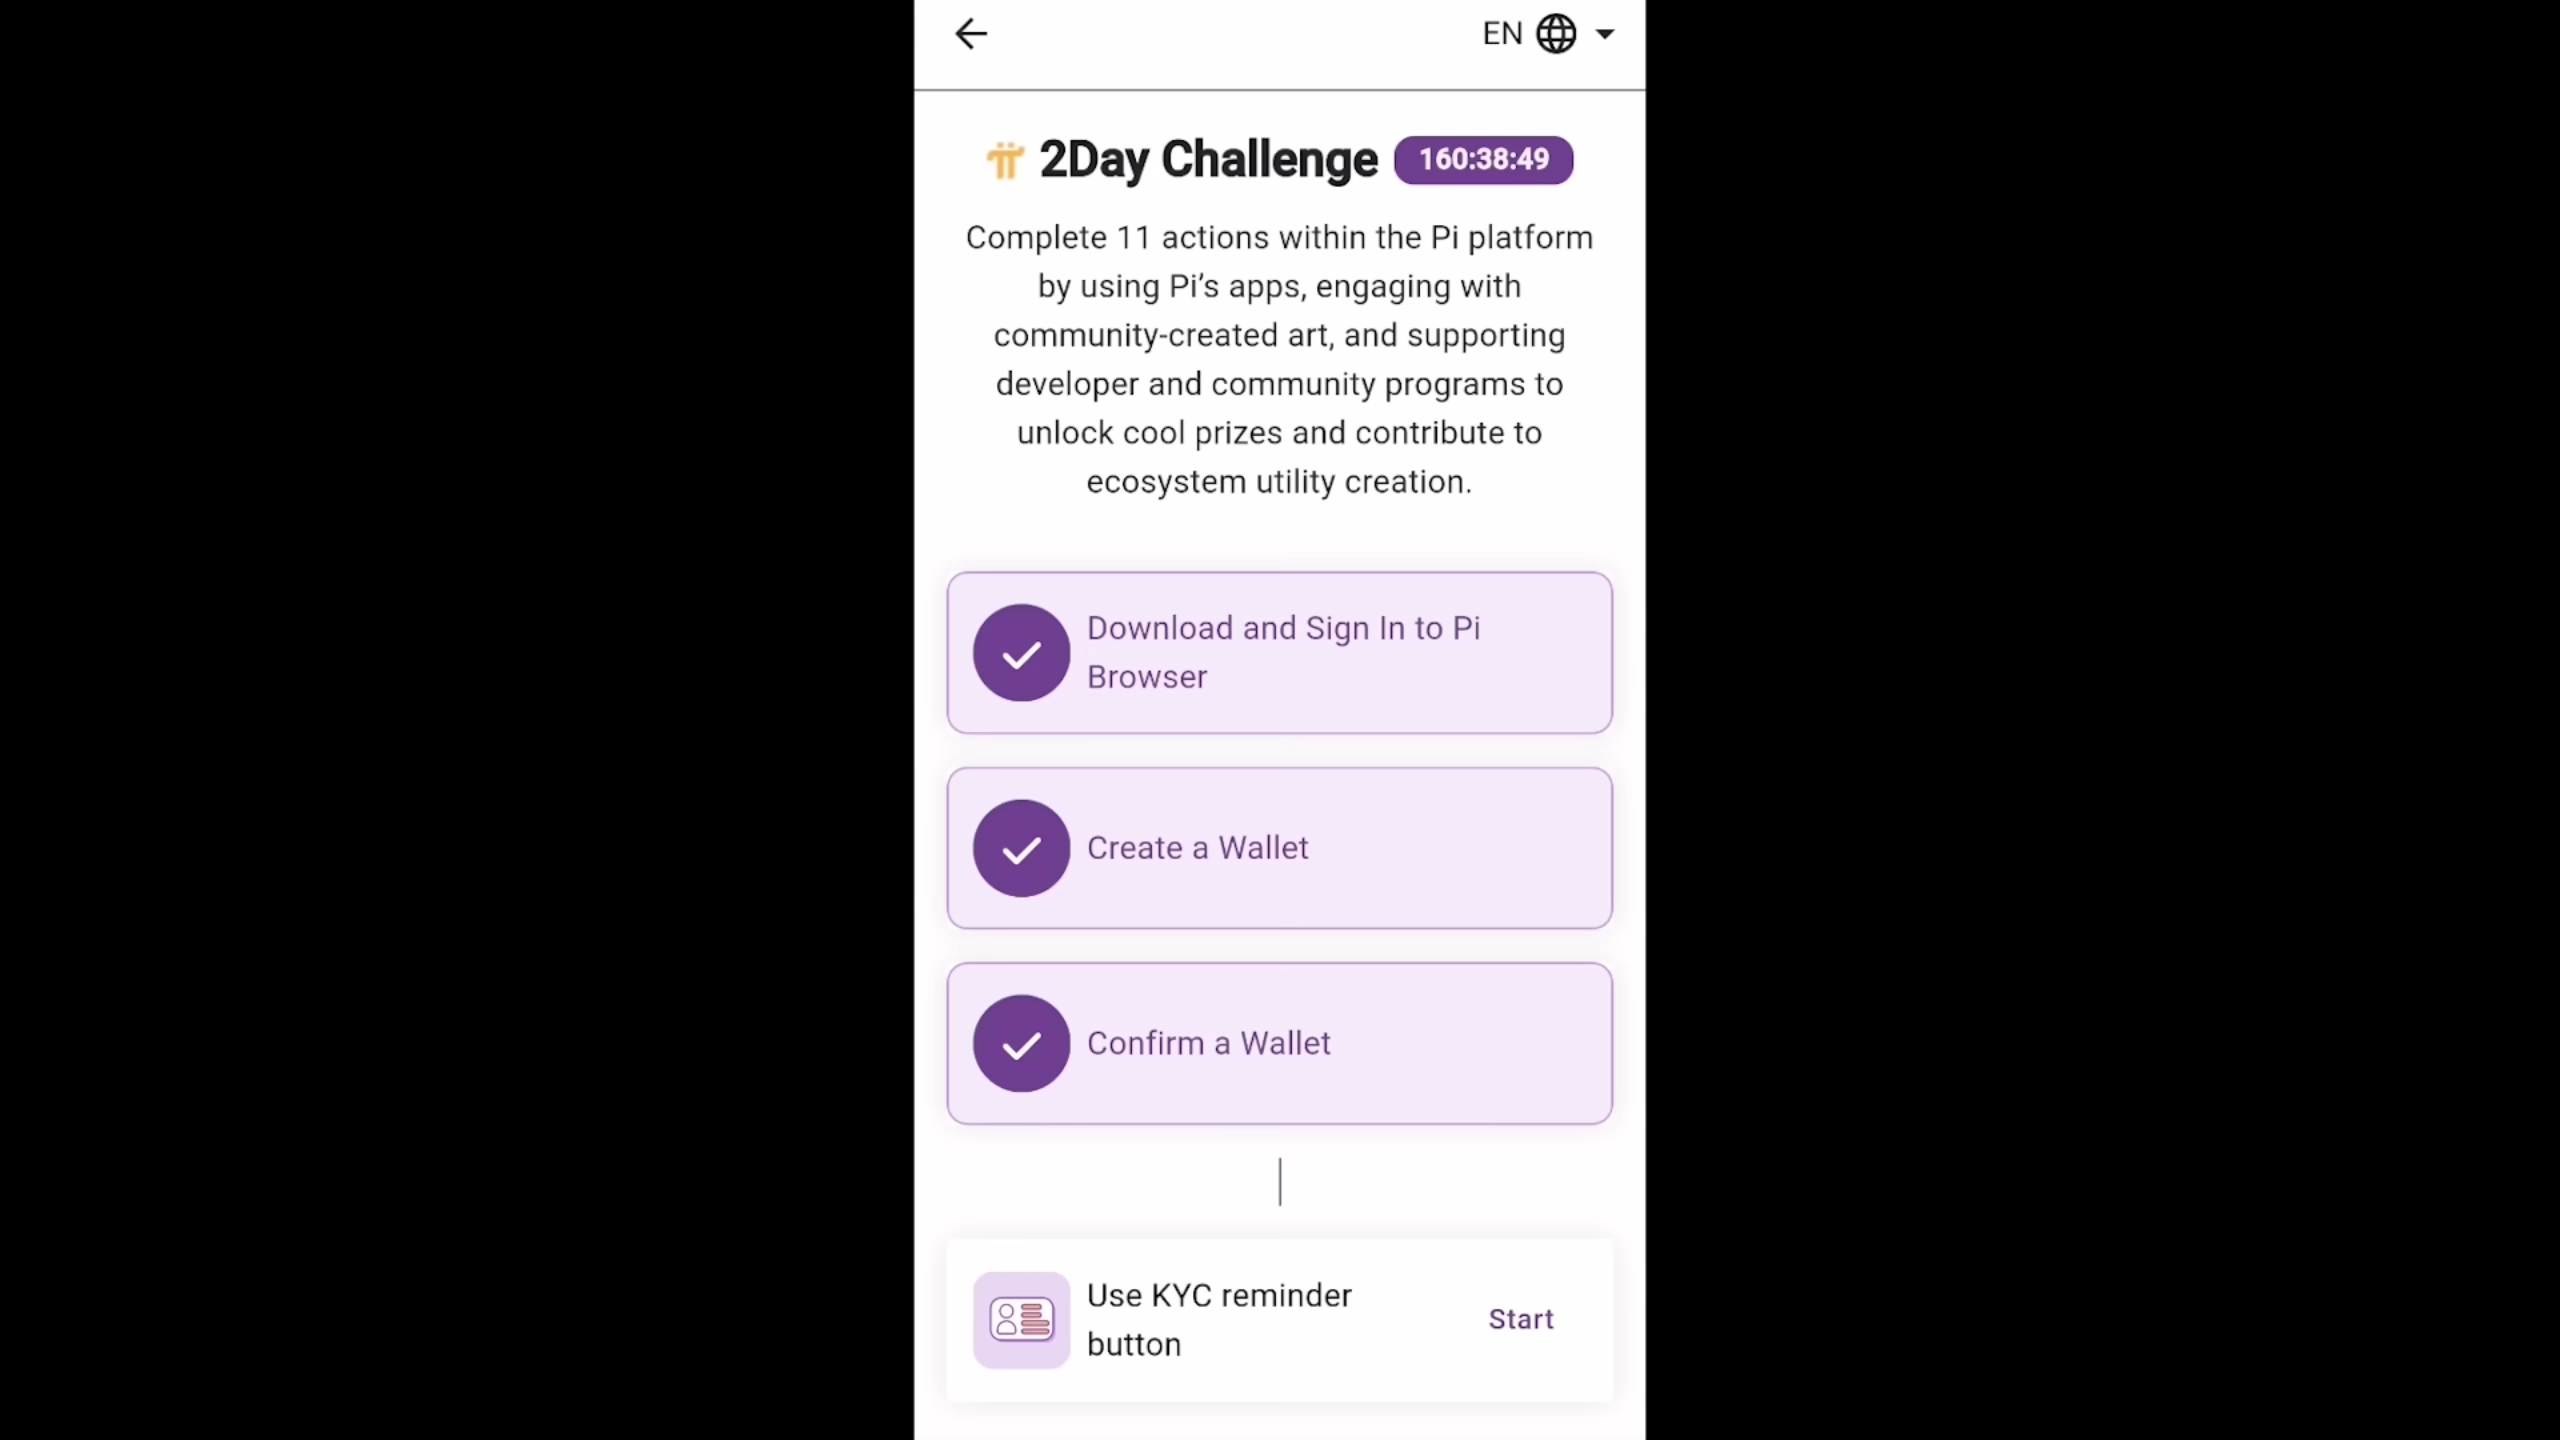 EN
π 2Day Challenge 160:38:49
Complete 11 actions within the Pi platform
by using Pi’s apps, engaging with
community-created art, and supporting
developer and community programs to
unlock cool prizes and contribute to
ecosystem utility creation.
Download and Sign In to Pi
Browser
Create a Wallet
Confirm a Wallet
Use KYC reminder
button
Start